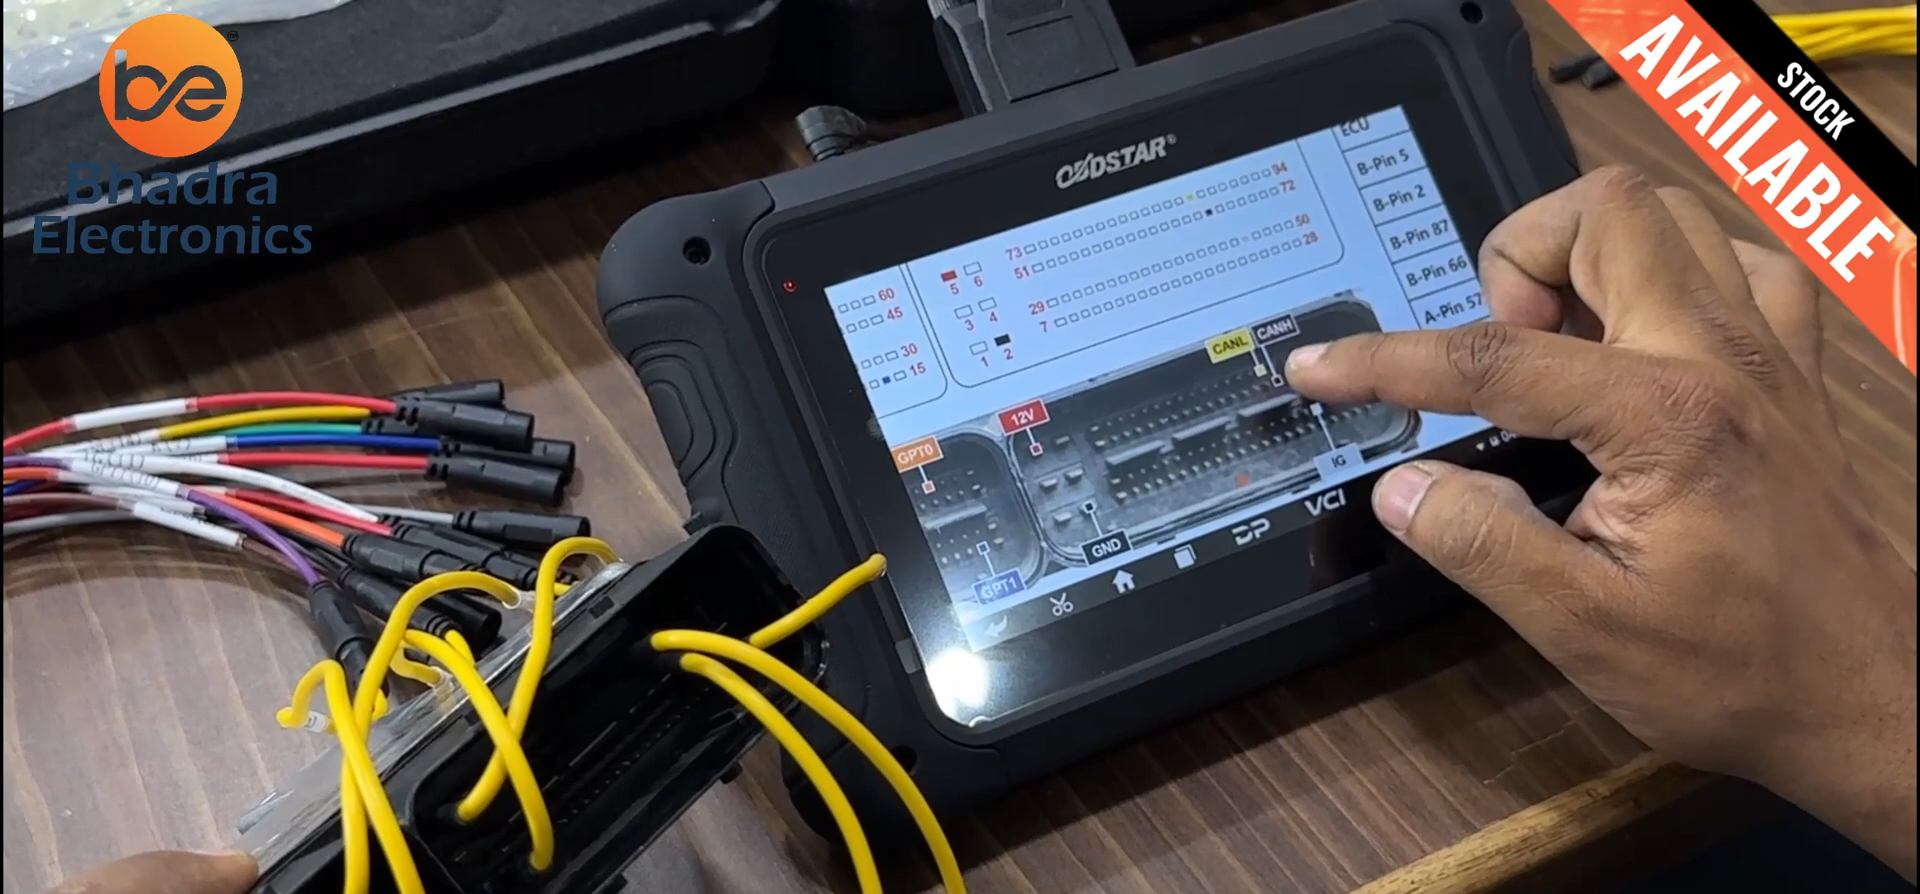 be
Bhadra
Electronics
STOCK
AVAILABLE
OBDSTAR®
ECU
B-Pin 5
B-Pin 2
B-Pin 87
B-Pin 66
A-Pin 57
73 94
51 72
29 50
7 28
5 6
3 4
1 2
60
45
30
15
CANL CANH
12V
GPT0
IG
GND
GPT1
DP VCI